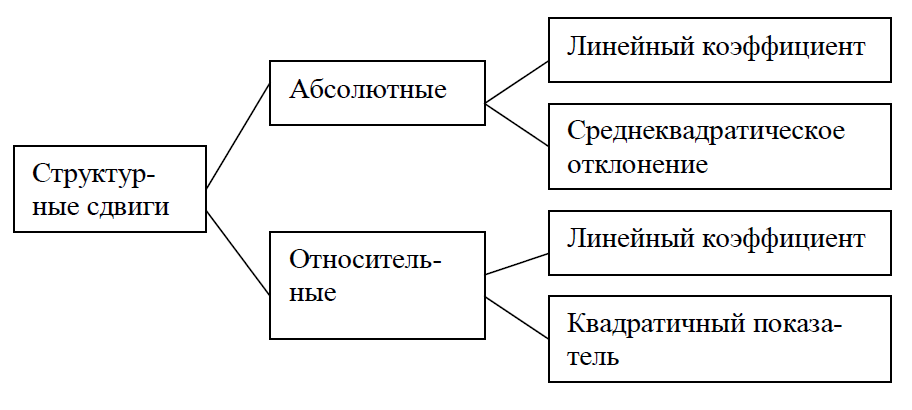 Структур-
ные сдвиги
Абсолютные
Линейный коэффициент
Среднеквадратическое
отклонение
Относитель-
ные
Линейный коэффициент
Квадратичный показа-
тель